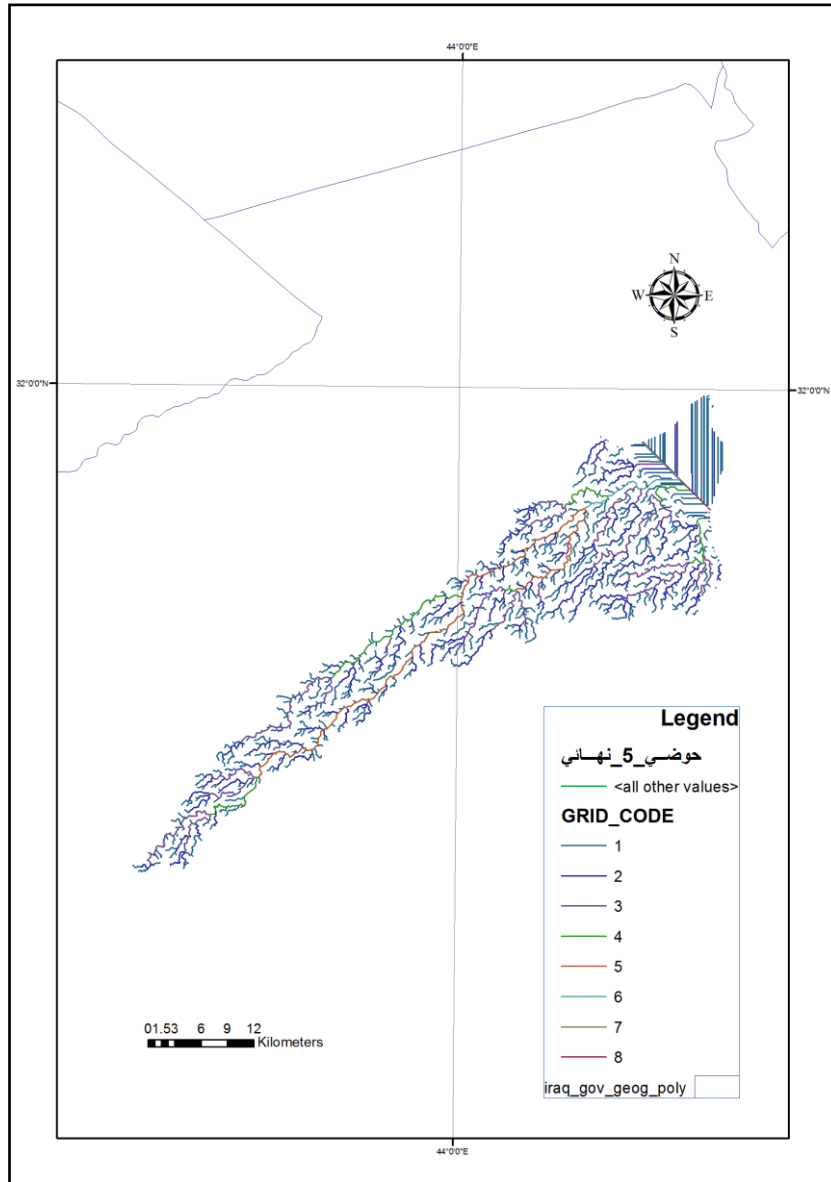 44°0'0"E
N
W E
S
32°0'0"N 32°0'0"N
Legend
حوضــي_5_نهــائي
<all other values>
GRID_CODE
1
2
3
4
5
6
7
8
iraq_gov_geog_poly
01.53 6 9 12
Kilometers
44°0'0"E